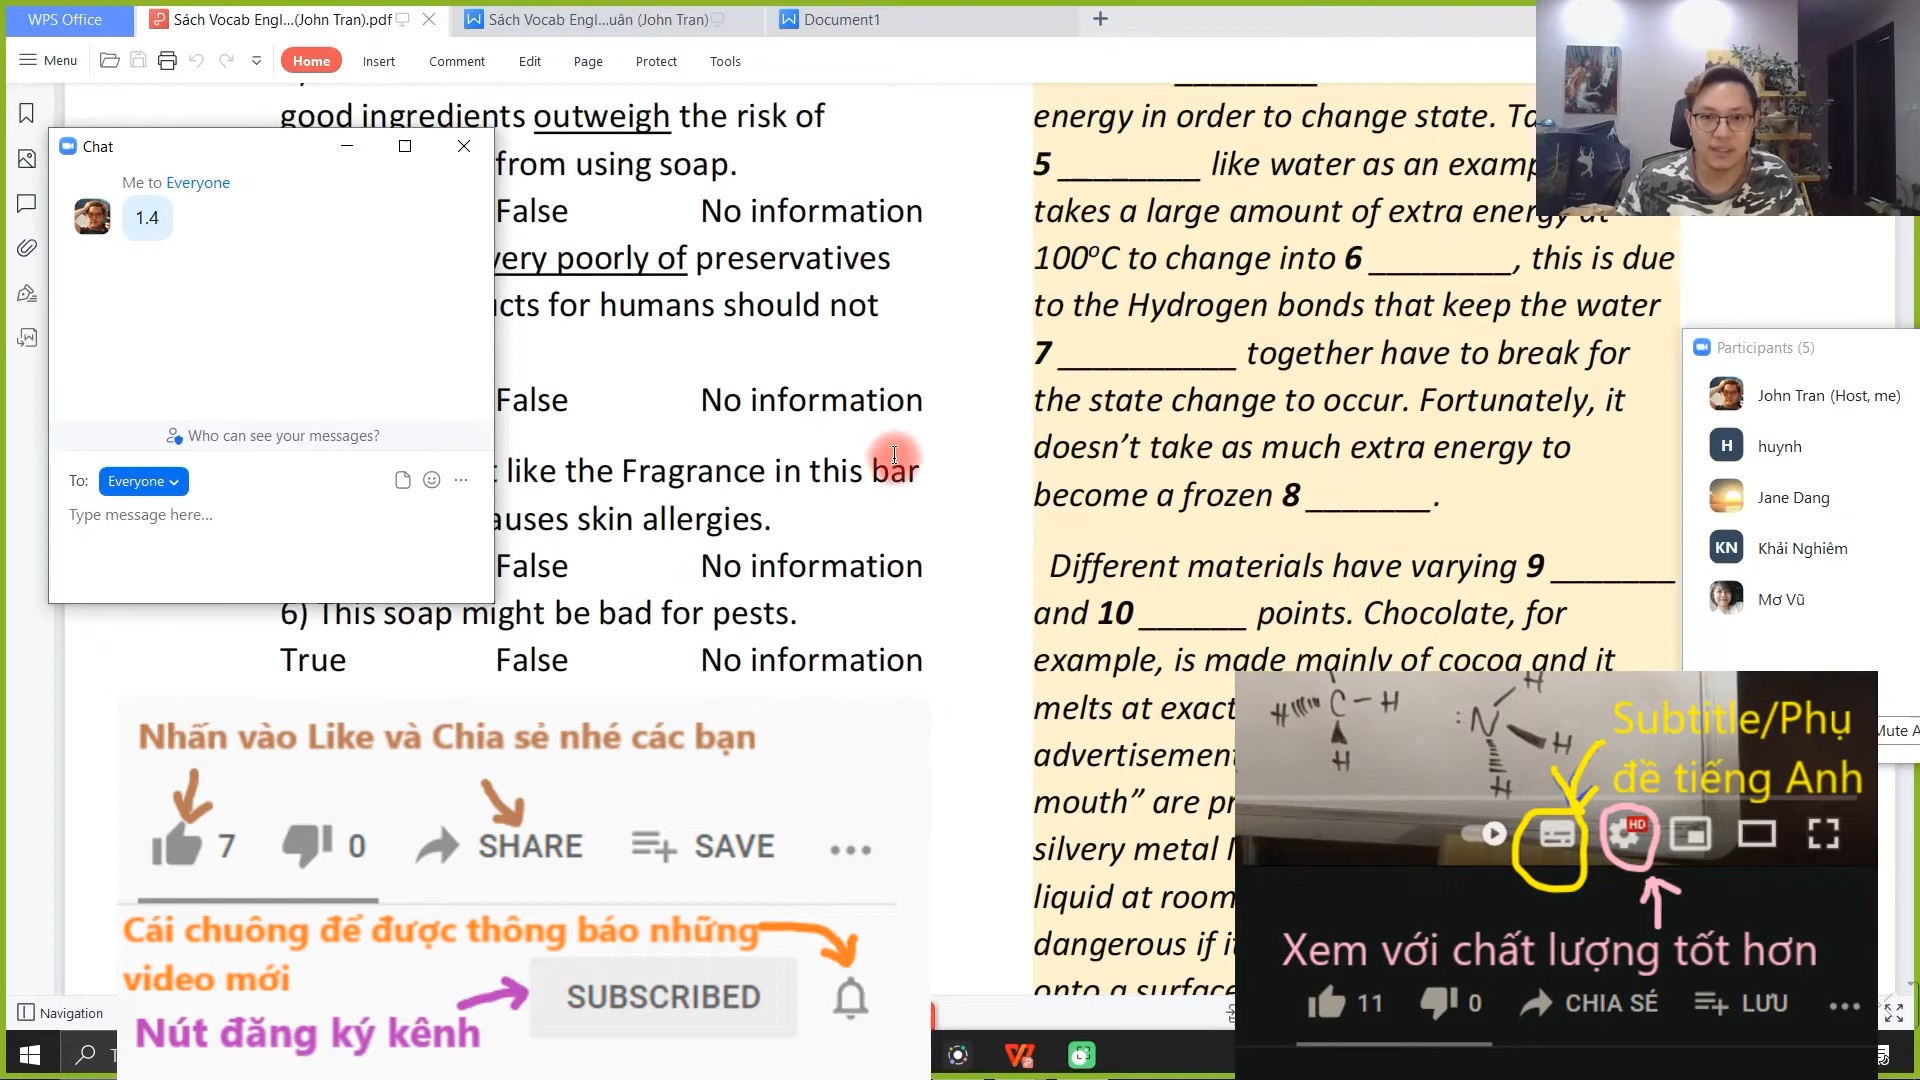 WPS Office
Sách Vocab Engl...(John Tran).pdf
Sách Vocab Engl...uân (John Tran)
Document1
Menu
Home
Insert
Comment
Edit
Page
Protect
Tools
good ingredients outweigh the risk of
from using soap.
False No information
very poorly of preservatives
ucts for humans should not
False No information
like the Fragrance in this bar
auses skin allergies.
False No information
6) This soap might be bad for pests.
True False No information
Chat
Me to Everyone
1.4
Who can see your messages?
To: Everyone
Type message here...
energy in order to change state. Ta
5 ________ like water as an examp
takes a large amount of extra energy at
100°C to change into 6 ________, this is due
to the Hydrogen bonds that keep the water
7 __________ together have to break for
the state change to occur. Fortunately, it
doesn't take as much extra energy to
become a frozen 8 _______.
Different materials have varying 9 _______
and 10 ______ points. Chocolate, for
example, is made mainly of cocoa and it
melts at exact
advertisement
mouth" are pr
silvery metal
liquid at room
dangerous if it
onto a surface
Participants (5)
John Tran (Host, me)
H huynh
Jane Dang
KN Khải Nghiêm
Mơ Vũ
Mute A
Nhấn vào Like và Chia sẻ nhé các bạn
7 0 SHARE SAVE
Cái chuông để được thông báo những
video mới
SUBSCRIBED
Nút đăng ký kênh
H C H
H
N H
H
H
Subtitle/Phụ
đề tiếng Anh
HD
Xem với chất lượng tốt hơn
11 0 CHIA SẺ LƯU
Navigation